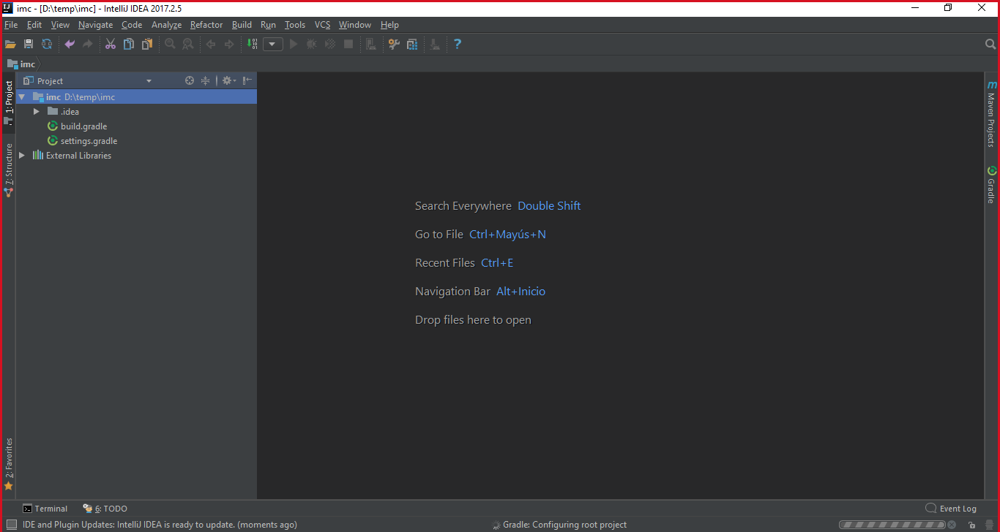 imc - [D:\temp\imc] - IntelliJ IDEA 2017.2.5
File Edit View Navigate Code Analyze Refactor Build Run Tools VCS Window Help
imc
Project
imc D:\temp\imc
.idea
build.gradle
settings.gradle
External Libraries
1: Project
7: Structure
2: Favorites
Search Everywhere Double Shift
Go to File Ctrl+Mayús+N
Recent Files Ctrl+E
Navigation Bar Alt+Inicio
Drop files here to open
Maven Projects
Gradle
Terminal 6: TODO Event Log
IDE and Plugin Updates: IntelliJ IDEA is ready to update. (moments ago) Gradle: Configuring root project